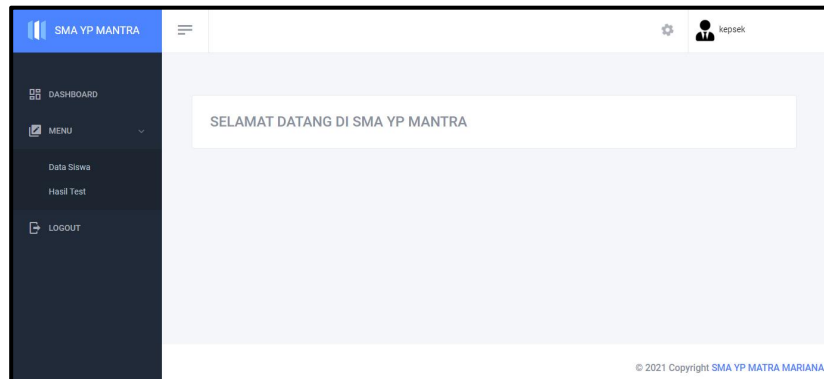 SMA YP MANTRA
kepsek
DASHBOARD
MENU
Data Siswa
Hasil Test
LOGOUT
SELAMAT DATANG DI SMA YP MANTRA
© 2021 Copyright SMA YP MATRA MARIANA